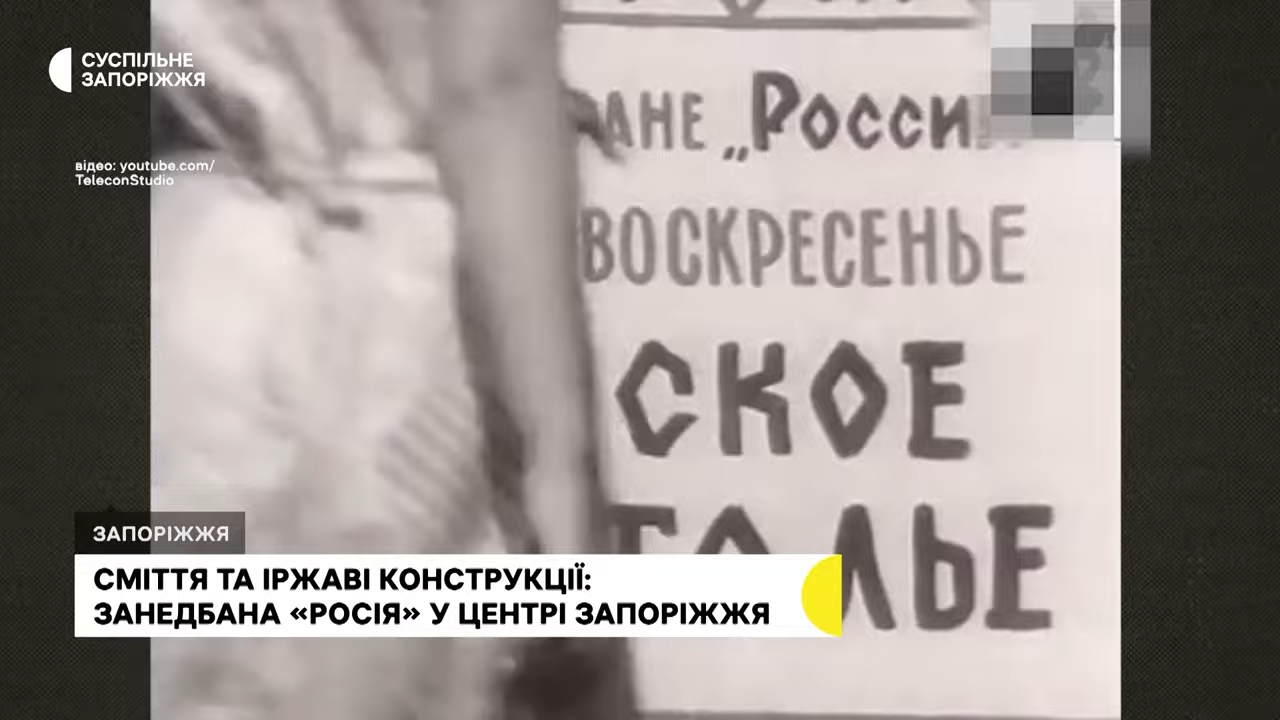 СУСПІЛЬНЕ
ЗАПОРІЖЖЯ
відео: youtube.com/
TeleconStudio
АНЕ „Росси
ВОСКРЕСЕНЬЕ
СКОЕ
ЛЬЕ
ЗАПОРІЖЖЯ
СМІТТЯ ТА ІРЖАВІ КОНСТРУКЦІЇ:
ЗАНЕДБАНА «РОСІЯ» У ЦЕНТРІ ЗАПОРІЖЖЯ